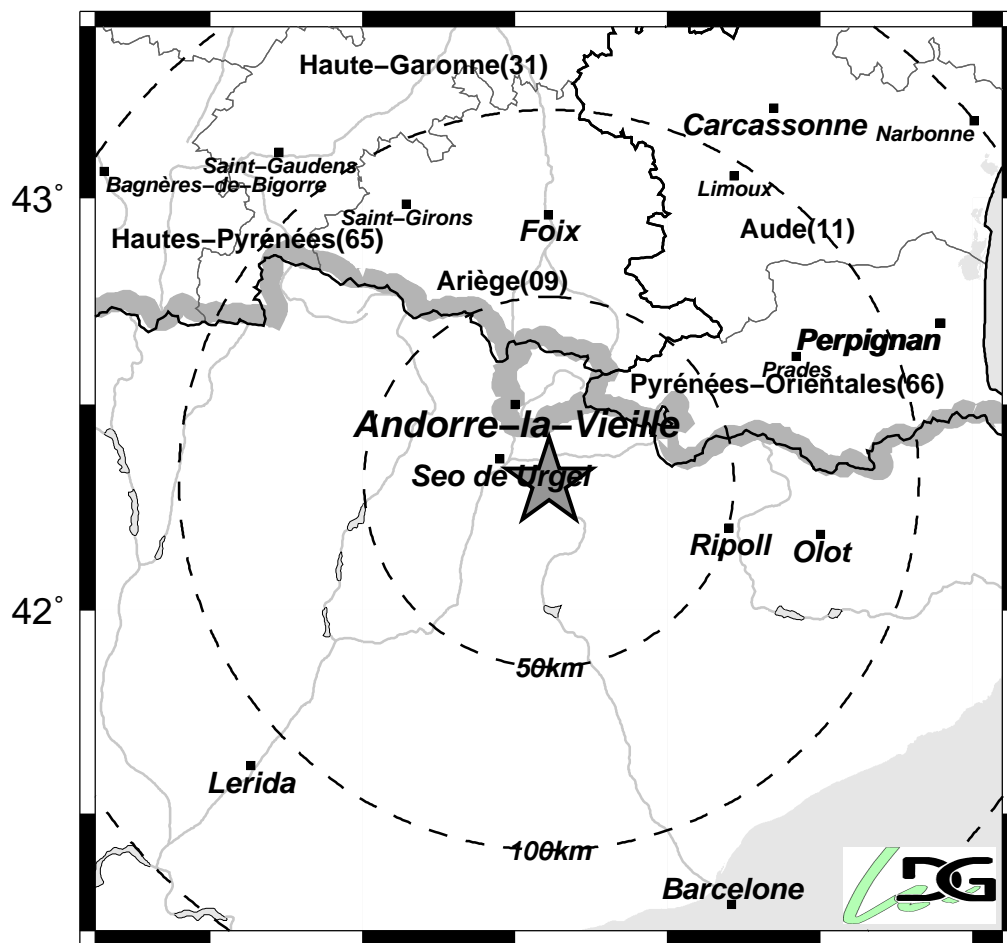 Haute–Garonne(31)
Carcassonne
Narbonne
Saint–Gaudens
Bagnères–de–Bigorre
43°
Limoux
Saint–Girons
Foix
Aude(11)
Hautes–Pyrénées(65)
Ariège(09)
Perpignan
Prades
Pyrénées–Orientales(66)
Andorre–la–Vieille
Seo de Urgel
Ripoll
Olot
42°
50km
Lerida
100km
Barcelone
DG